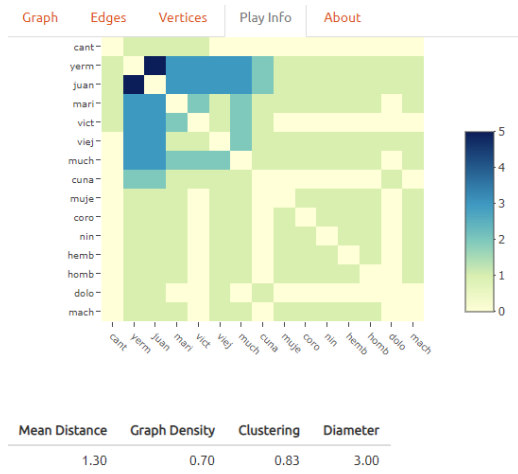 Graph Edges Vertices Play Info About
cant
yerm
juan
mari
vict
viej
much
cuna
muje
coro
nin
hemb
homb
dolo
mach
5
4
3
2
1
0
cant yerm juan mari vict viej much cuna muje coro nin hemb homb dolo mach
Mean Distance Graph Density Clustering Diameter
1.30 0.70 0.83 3.00